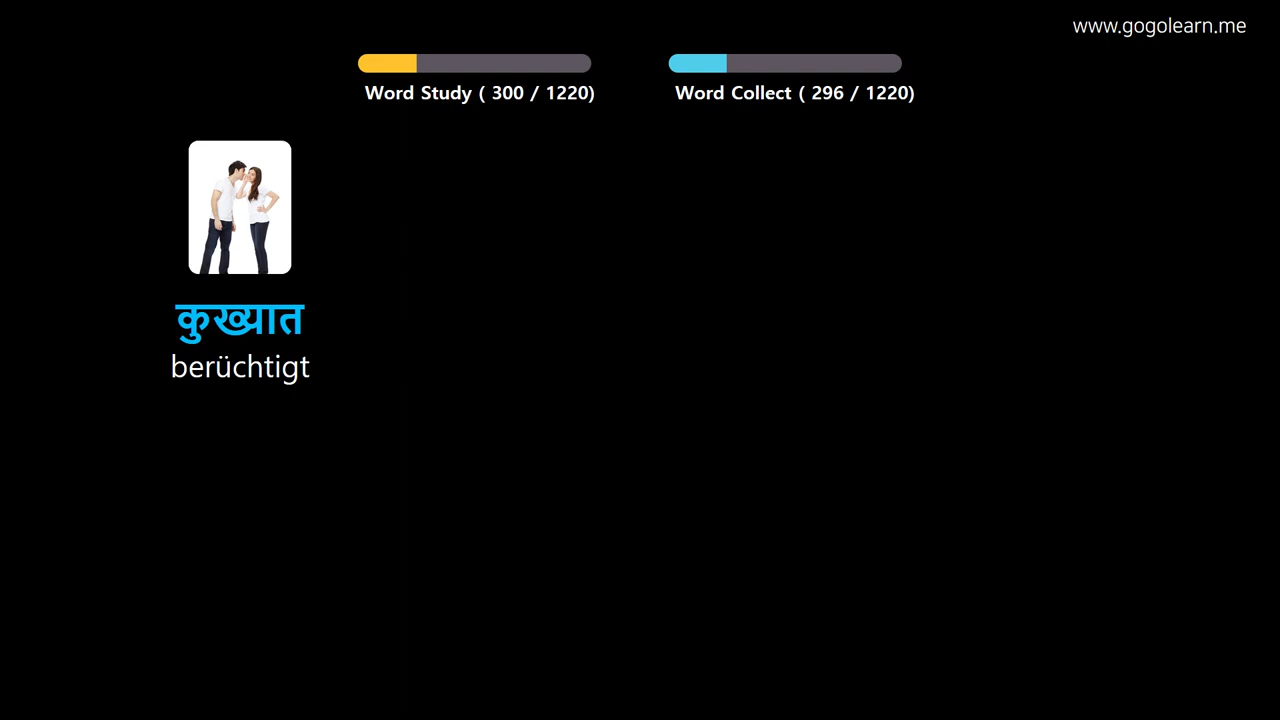 www.gogolearn.me
Word Study ( 300 / 1220)
Word Collect ( 296 / 1220)
कुख्यात
berüchtigt